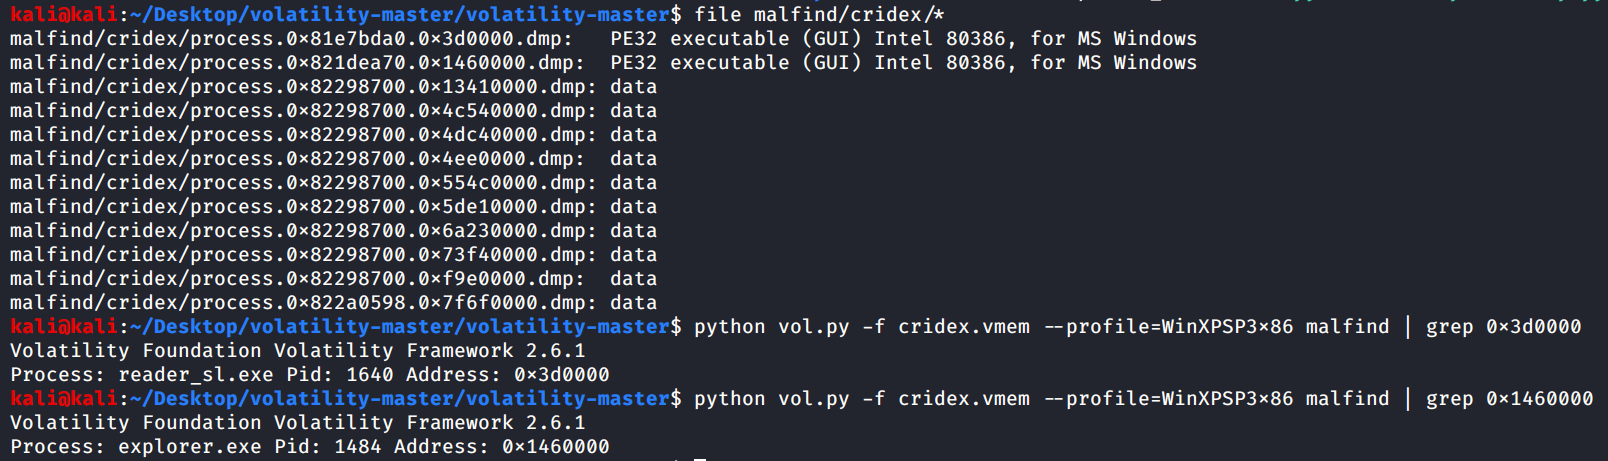 kali@kali:~/Desktop/volatility-master/volatility-master$ file malfind/cridex/*
malfind/cridex/process.0×81e7bda0.0×3d0000.dmp:   PE32 executable (GUI) Intel 80386, for MS Windows
malfind/cridex/process.0×821dea70.0×1460000.dmp:  PE32 executable (GUI) Intel 80386, for MS Windows
malfind/cridex/process.0×82298700.0×13410000.dmp: data
malfind/cridex/process.0×82298700.0×4c540000.dmp: data
malfind/cridex/process.0×82298700.0×4dc40000.dmp: data
malfind/cridex/process.0×82298700.0×4ee0000.dmp:  data
malfind/cridex/process.0×82298700.0×554c0000.dmp: data
malfind/cridex/process.0×82298700.0×5de10000.dmp: data
malfind/cridex/process.0×82298700.0×6a230000.dmp: data
malfind/cridex/process.0×82298700.0×73f40000.dmp: data
malfind/cridex/process.0×82298700.0×f9e0000.dmp:  data
malfind/cridex/process.0×822a0598.0×7f6f0000.dmp: data
kali@kali:~/Desktop/volatility-master/volatility-master$ python vol.py -f cridex.vmem --profile=WinXPSP3×86 malfind | grep 0×3d0000
Volatility Foundation Volatility Framework 2.6.1
Process: reader_sl.exe Pid: 1640 Address: 0×3d0000
kali@kali:~/Desktop/volatility-master/volatility-master$ python vol.py -f cridex.vmem --profile=WinXPSP3×86 malfind | grep 0×1460000
Volatility Foundation Volatility Framework 2.6.1
Process: explorer.exe Pid: 1484 Address: 0×1460000